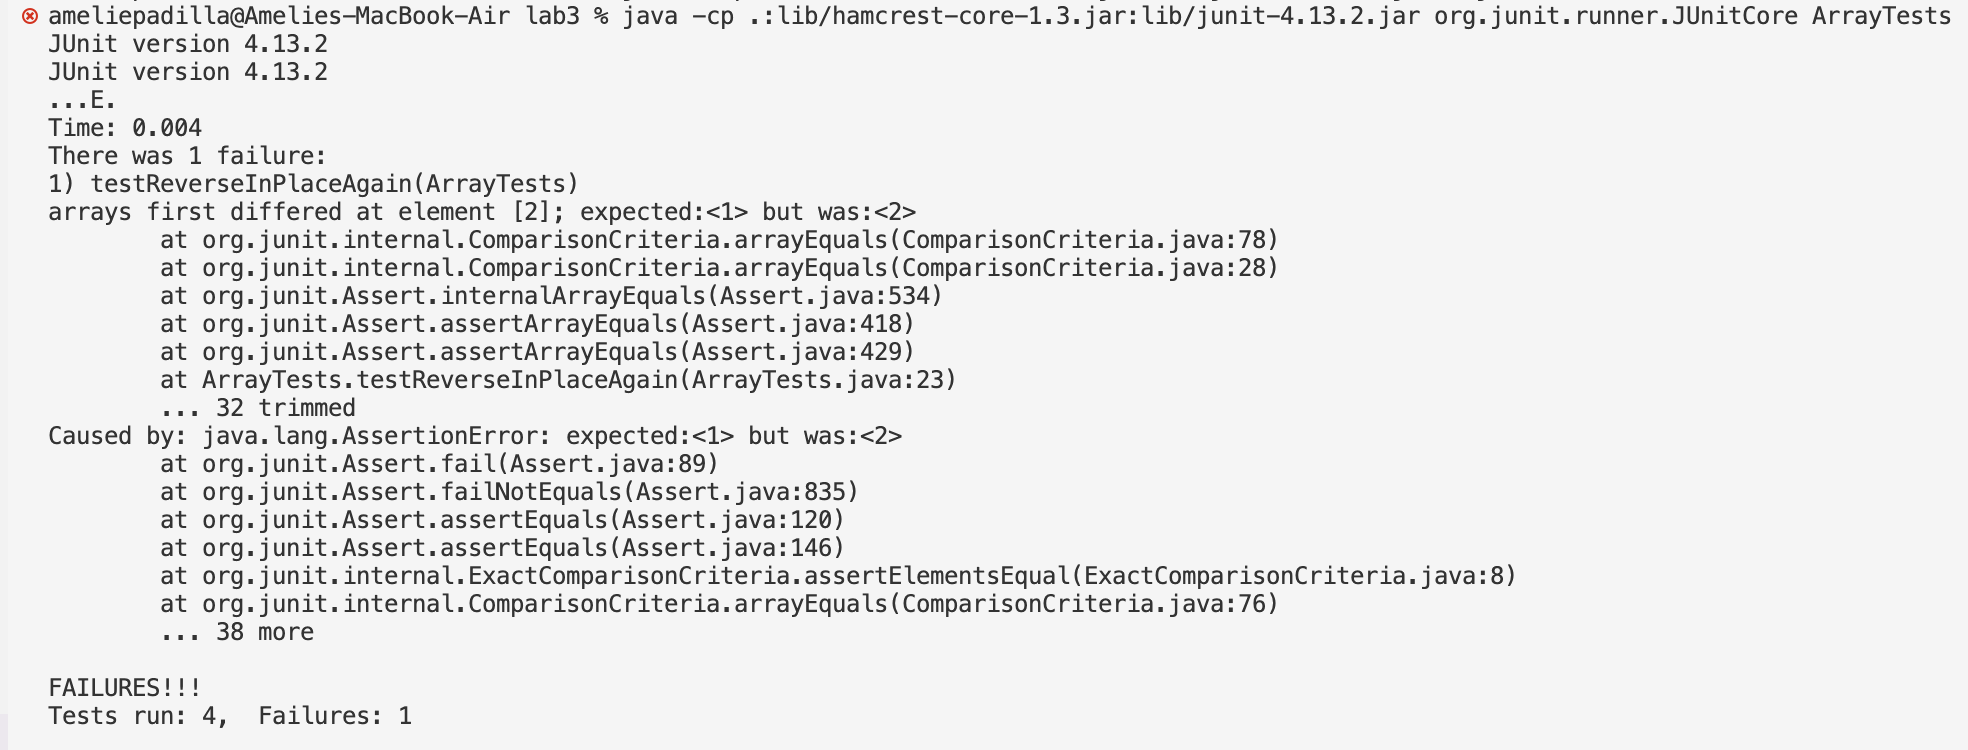 ameliepadilla@Amelies-MacBook-Air lab3 % java -cp .:lib/hamcrest-core-1.3.jar:lib/junit-4.13.2.jar org.junit.runner.JUnitCore ArrayTests
JUnit version 4.13.2
JUnit version 4.13.2
...E.
Time: 0.004
There was 1 failure:
1) testReverseInPlaceAgain(ArrayTests)
arrays first differed at element [2]; expected:<1> but was:<2>
        at org.junit.internal.ComparisonCriteria.arrayEquals(ComparisonCriteria.java:78)
        at org.junit.internal.ComparisonCriteria.arrayEquals(ComparisonCriteria.java:28)
        at org.junit.Assert.internalArrayEquals(Assert.java:534)
        at org.junit.Assert.assertArrayEquals(Assert.java:418)
        at org.junit.Assert.assertArrayEquals(Assert.java:429)
        at ArrayTests.testReverseInPlaceAgain(ArrayTests.java:23)
        ... 32 trimmed
Caused by: java.lang.AssertionError: expected:<1> but was:<2>
        at org.junit.Assert.fail(Assert.java:89)
        at org.junit.Assert.failNotEquals(Assert.java:835)
        at org.junit.Assert.assertEquals(Assert.java:120)
        at org.junit.Assert.assertEquals(Assert.java:146)
        at org.junit.internal.ExactComparisonCriteria.assertElementsEqual(ExactComparisonCriteria.java:8)
        at org.junit.internal.ComparisonCriteria.arrayEquals(ComparisonCriteria.java:76)
        ... 38 more

FAILURES!!!
Tests run: 4,  Failures: 1